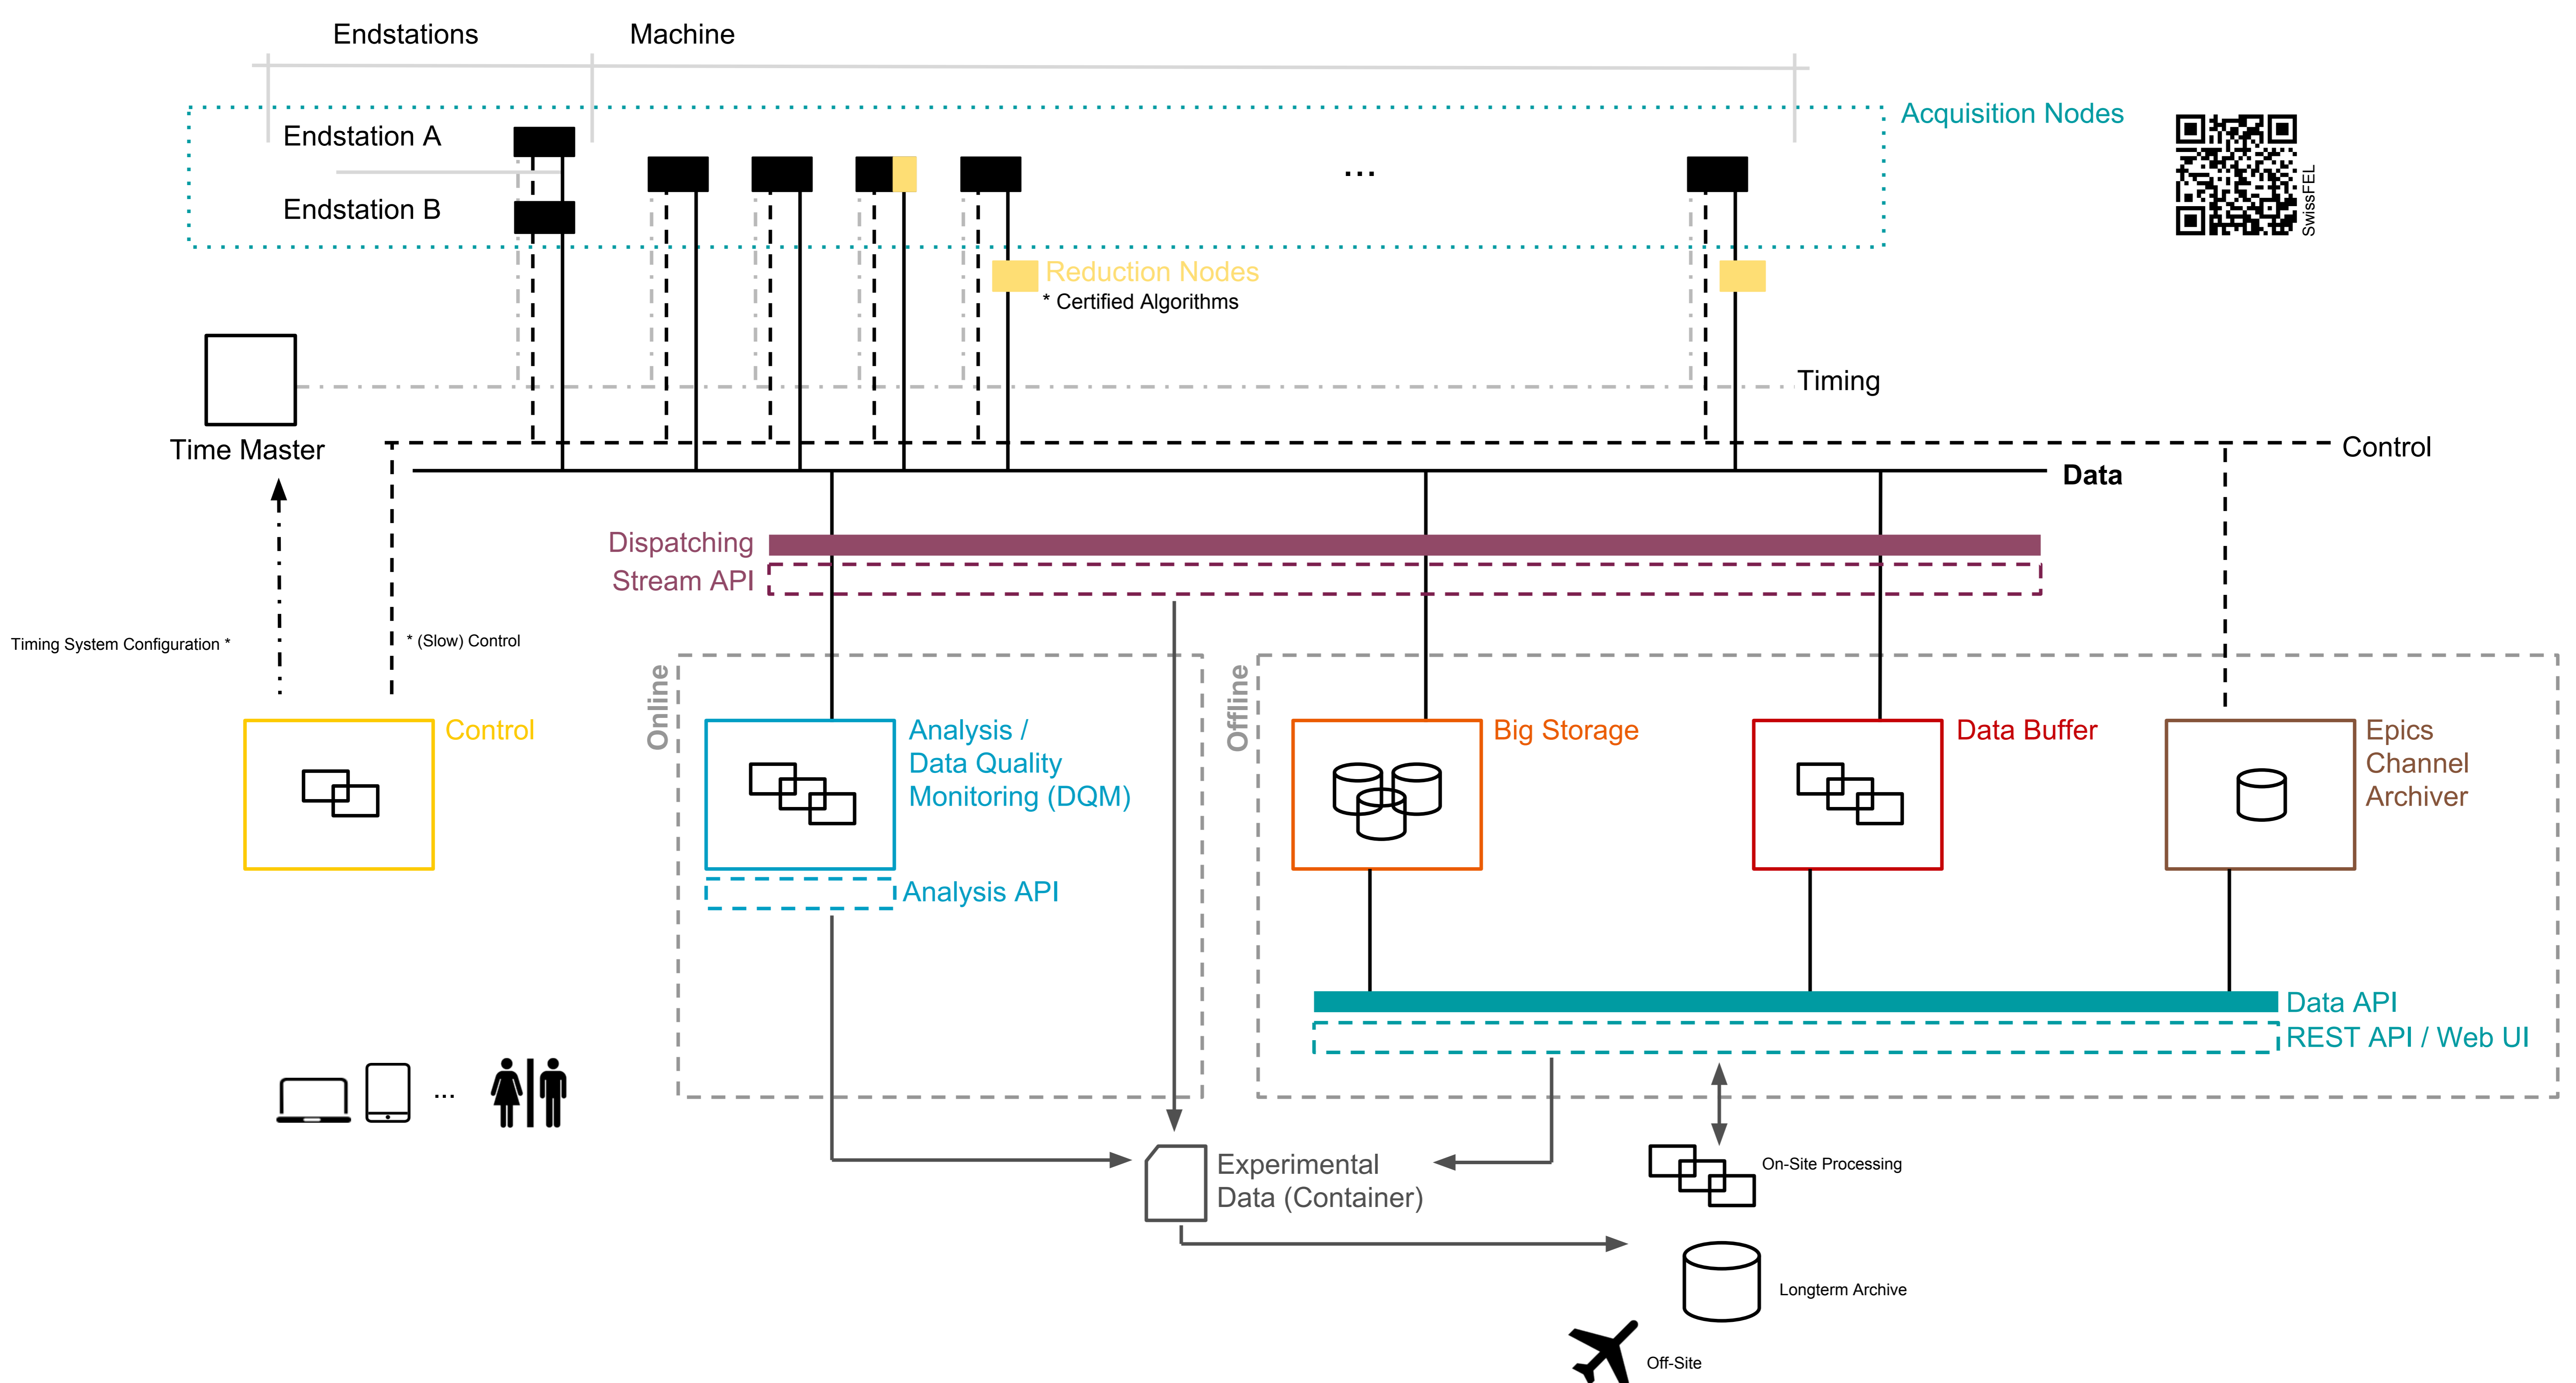 Endstations
Machine
Acquisition Nodes
Endstation A
...
Endstation B
SwissFEL
Reduction Nodes
* Certified Algorithms
Timing
Time Master
Control
Data
Dispatching
Stream API
Timing System Configuration *
* (Slow) Control
Online
Offline
Control
Analysis /
Data Quality
Monitoring (DQM)
Big Storage
Data Buffer
Epics
Channel
Archiver
Analysis API
Data API
REST API / Web UI
...
Experimental
Data (Container)
On-Site Processing
Longterm Archive
Off-Site